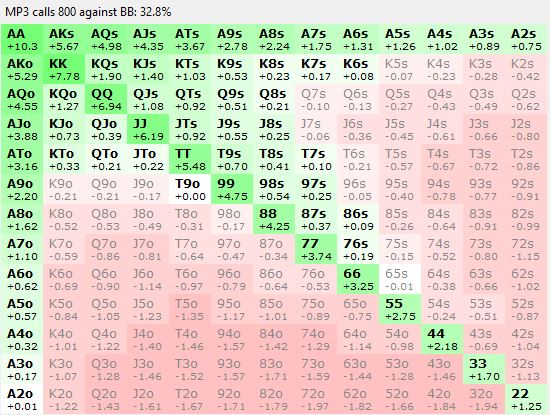 MP3 calls 800 against BB: 32.8%
AA AKs AQs AJs ATs A9s A8s A7s A6s A5s A4s A3s A2s
+10.3 +5.67 +4.98 +4.35 +3.67 +2.78 +2.24 +1.75 +1.31 +1.26 +1.02 +0.89 +0.75
AKo KK KQs KJs KTs K9s K8s K7s K6s K5s K4s K3s K2s
+5.29 +7.78 +1.90 +1.40 +1.03 +0.53 +0.23 +0.17 +0.08 -0.07 -0.23 -0.28 -0.42
AQo KQo QQ QJs QTs Q9s Q8s Q7s Q6s Q5s Q4s Q3s Q2s
+4.55 +1.27 +6.94 +1.08 +0.92 +0.51 +0.21 -0.10 -0.13 -0.27 -0.43 -0.49 -0.62
AJo KJo QJo JJ JTs J9s J8s J7s J6s J5s J4s J3s J2s
+3.88 +0.73 +0.39 +6.19 +0.92 +0.55 +0.25 -0.06 -0.36 -0.45 -0.61 -0.66 -0.80
ATo KTo QTo JTo TT T9s T8s T7s T6s T5s T4s T3s T2s
+3.16 +0.33 +0.21 +0.22 +5.48 +0.70 +0.41 +0.10 -0.21 -0.57 -0.67 -0.72 -0.86
A9o K9o Q9o J9o T9o 99 98s 97s 96s 95s 94s 93s 92s
+2.20 -0.21 -0.21 -0.17 +0.00 +4.75 +0.54 +0.25 -0.05 -0.40 -0.78 -0.77 -0.91
A8o K8o Q8o J8o T8o 98o 88 87s 86s 85s 84s 83s 82s
+1.62 -0.52 -0.53 -0.49 -0.31 -0.17 +4.25 +0.37 +0.09 -0.26 -0.64 -0.91 -0.99
A7o K7o Q7o J7o T7o 97o 87o 77 76s 75s 74s 73s 72s
+1.10 -0.59 -0.86 -0.81 -0.64 -0.47 -0.34 +3.74 +0.19 -0.15 -0.52 -0.80 -1.15
A6o K6o Q6o J6o T6o 96o 86o 76o 66 65s 64s 63s 62s
+0.60 -0.69 -0.90 -1.14 -0.97 -0.79 -0.64 -0.53 +3.25 -0.01 -0.38 -0.66 -1.02
A5o K5o Q5o J5o T5o 95o 85o 75o 65o 55 54s 53s 52s
+0.57 -0.84 -1.05 -1.23 -1.35 -1.17 -1.01 -0.89 -0.75 +2.75 -0.24 -0.51 -0.87
A4o K4o Q4o J4o T4o 94o 84o 74o 64o 54o 44 43s 42s
+0.32 -1.01 -1.22 -1.40 -1.46 -1.57 -1.42 -1.29 -1.14 -0.98 +2.18 -0.69 -1.04
A3o K3o Q3o J3o T3o 93o 83o 73o 63o 53o 43o 33 32s
+0.17 -1.07 -1.28 -1.46 -1.52 -1.57 -1.71 -1.59 -1.44 -1.28 -1.46 +1.70 -1.13
A2o K2o Q2o J2o T2o 92o 82o 72o 62o 52o 42o 32o 22
+0.01 -1.22 -1.43 -1.61 -1.67 -1.71 -1.79 -1.97 -1.82 -1.66 -1.84 -1.94 +1.25